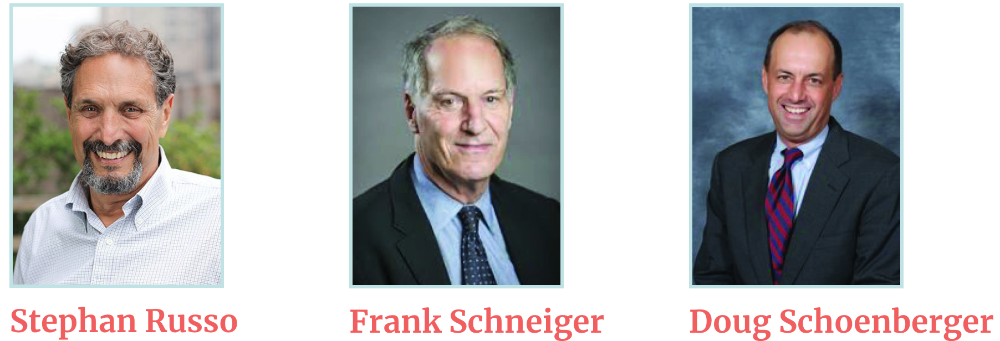 Stephan Russo
Frank Schneiger
Doug Schoenberger